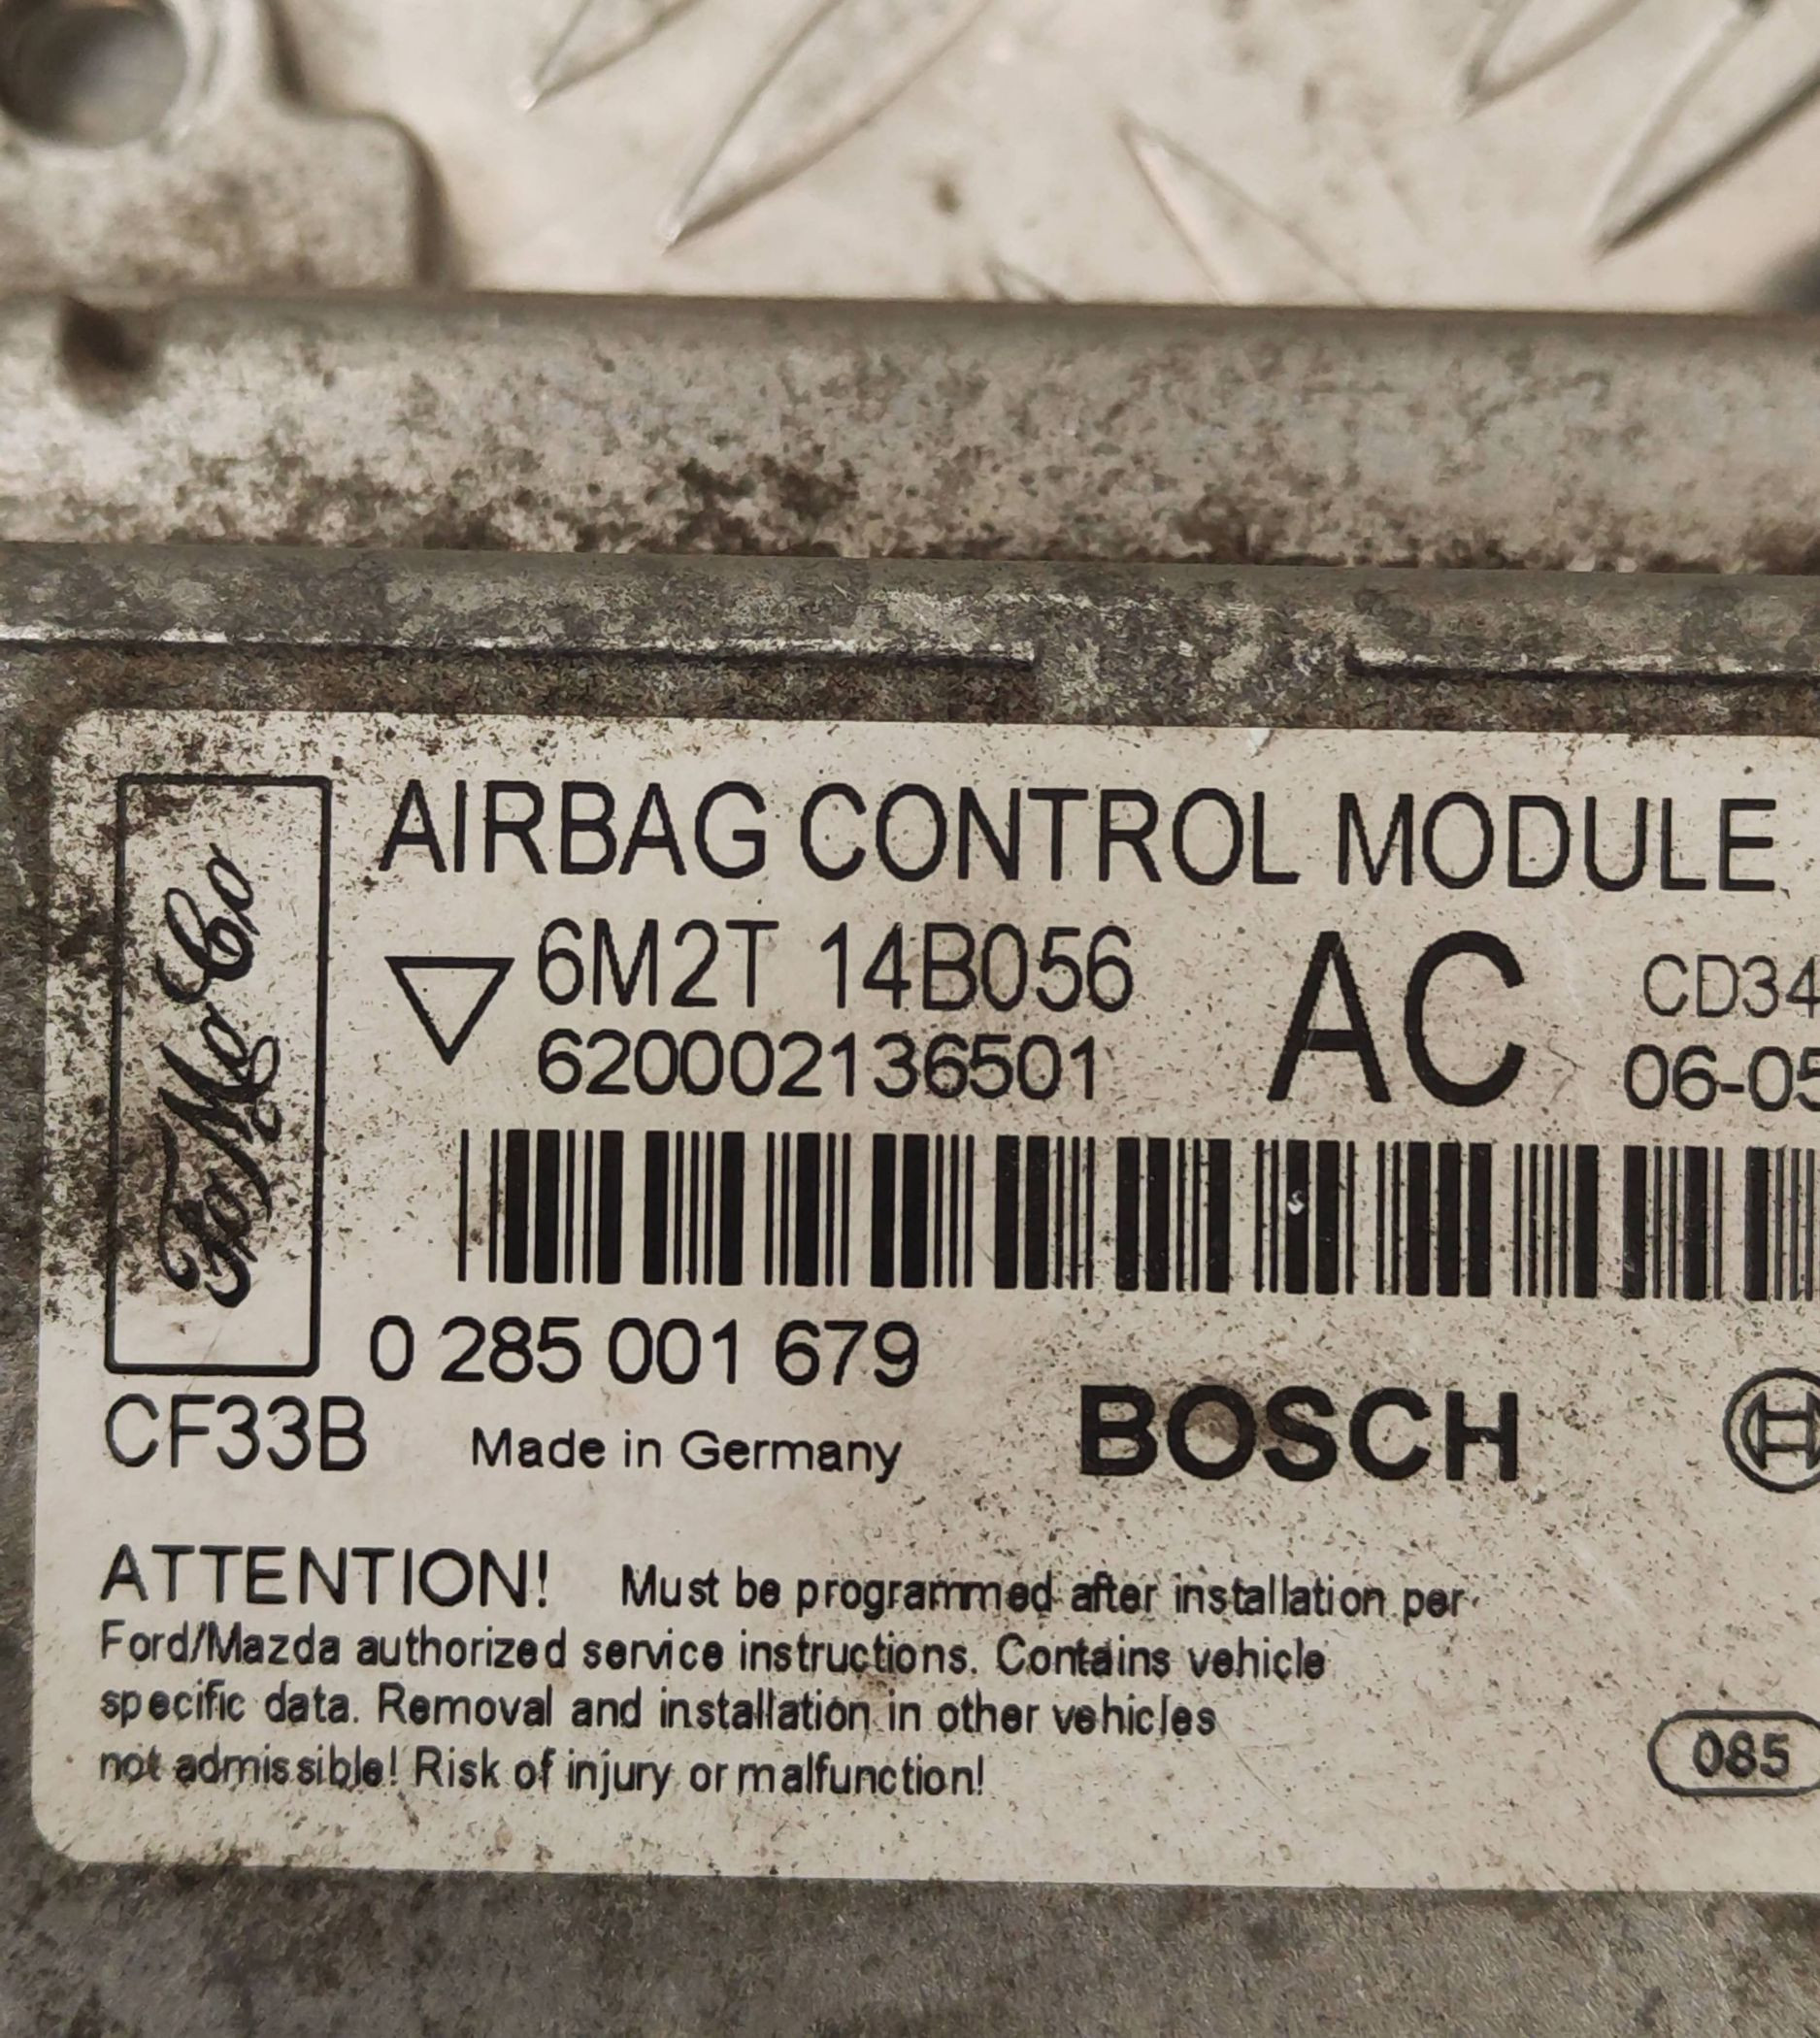 AIRBAG CONTROL MODULE
FoMoCo
6M2T 14B056 AC CD34
620002136501 06-05
0 285 001 679
CF33B Made in Germany BOSCH
ATTENTION! Must be programmed after installation per
Ford/Mazda authorized service instructions. Contains vehicle
specific data. Removal and installation in other vehicles
not admissible! Risk of injury or malfunction!
085